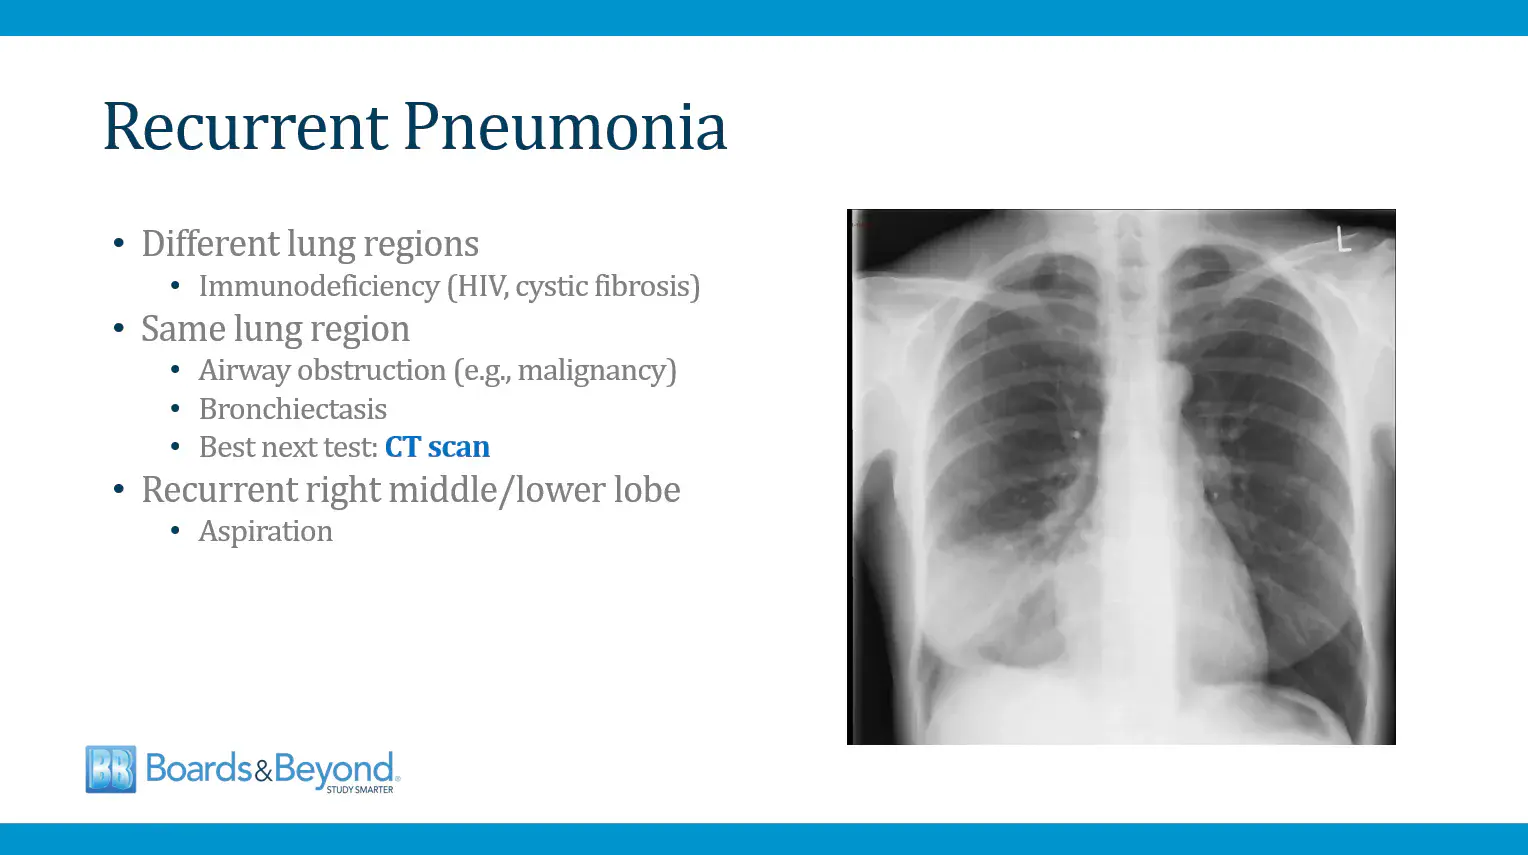 Recurrent Pneumonia
• Different lung regions
• Immunodeficiency (HIV, cystic fibrosis)
• Same lung region
• Airway obstruction (e.g., malignancy)
• Bronchiectasis
• Best next test: CT scan
• Recurrent right middle/lower lobe
• Aspiration
L
BB Boards&Beyond®
STUDY SMARTER